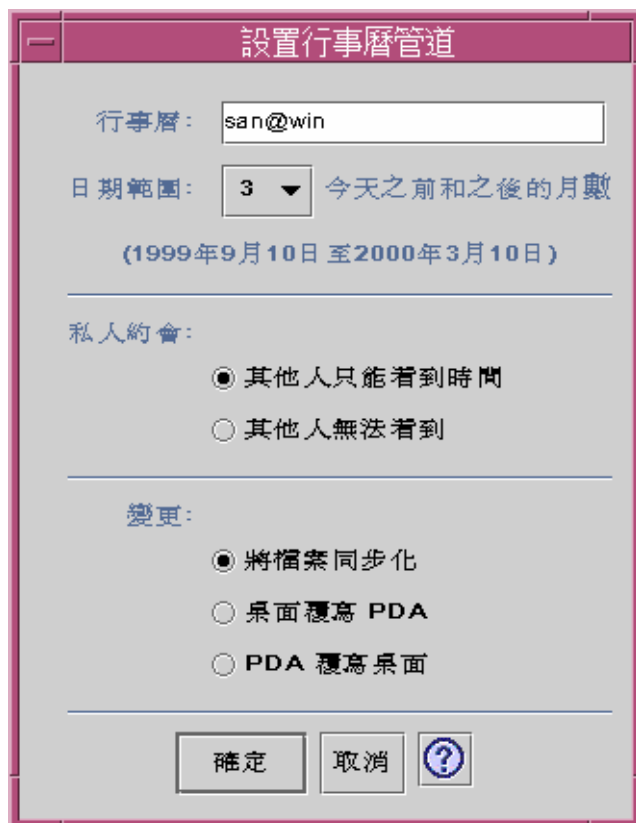 設置行事曆管道
行事曆: san@win
日期範圍: 3 今天之前和之後的月數
(1999年9月10日 至2000年3月10日)
私人約會:
其他人只能看到時間
其他人無法看到
變更:
將檔案同步化
桌面覆寫 PDA
PDA 覆寫桌面
確定 取消 ?